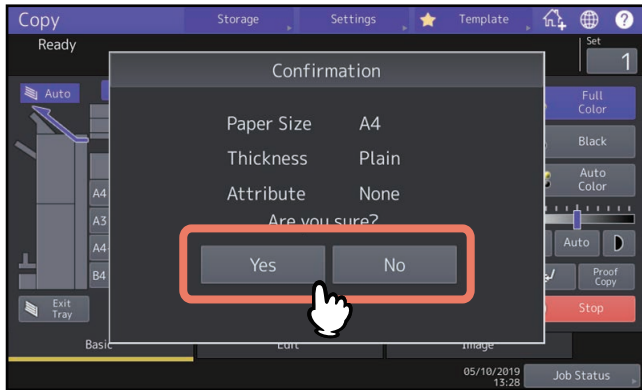 Copy
Storage
Settings
Template
?
Ready
Set
1
Confirmation
Auto
Paper Size A4
Thickness Plain
Attribute None
Are you sure?
Yes
No
A4
A3
A4
B4
Full
Color
Black
Auto
Color
Auto
Proof
Copy
Exit
Tray
Stop
Basic
Edit
Image
05/10/2019
13:28
Job Status